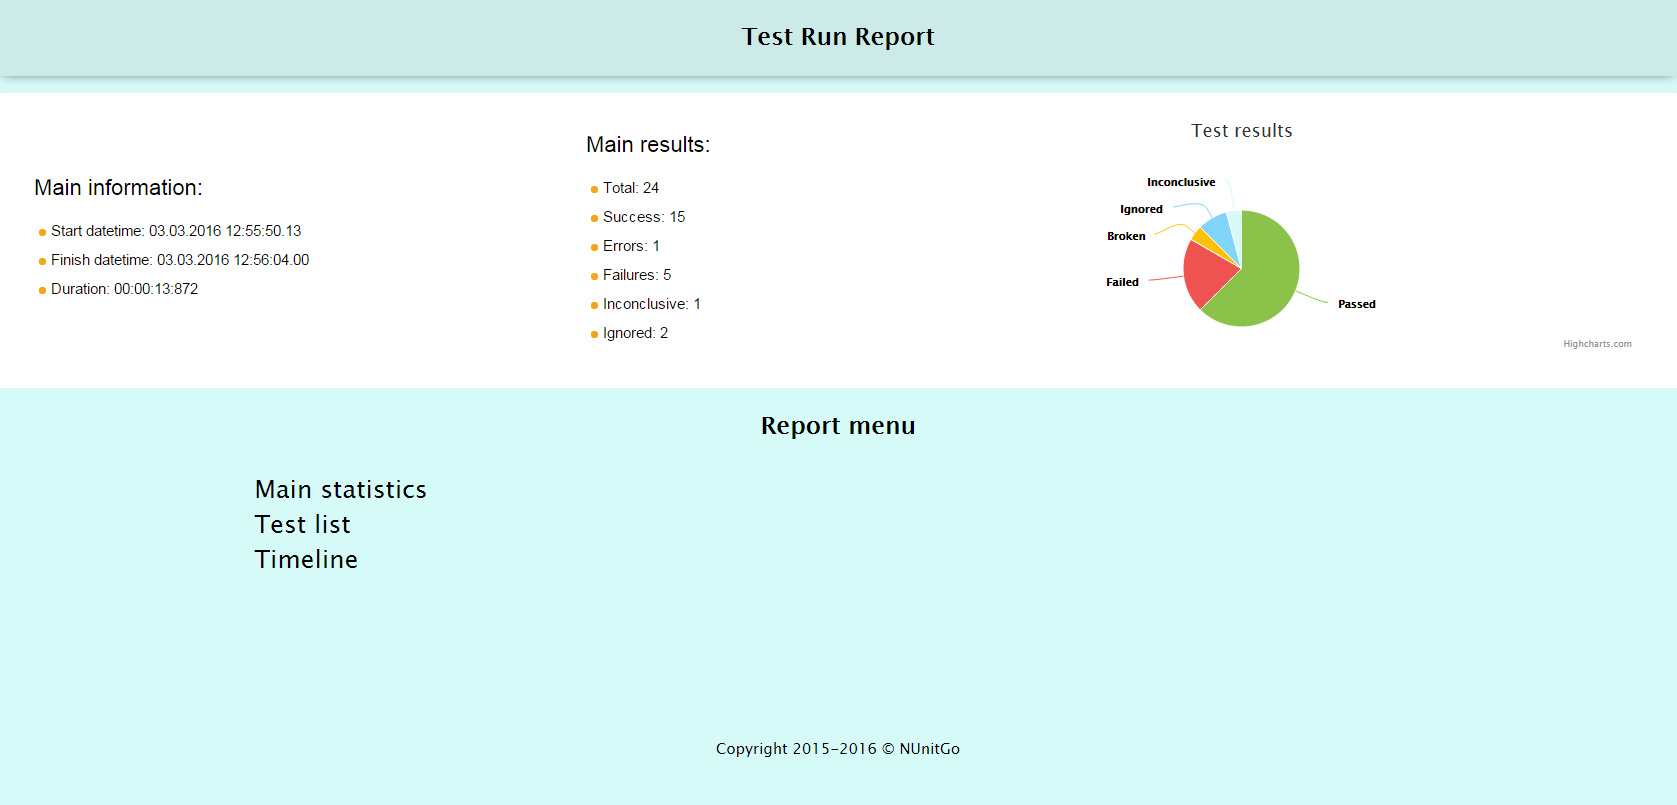 Test Run Report
Main information:
Start datetime: 03.03.2016 12:55:50.13
Finish datetime: 03.03.2016 12:56:04.00
Duration: 00:00:13:872
Main results:
Total: 24
Success: 15
Errors: 1
Failures: 5
Inconclusive: 1
Ignored: 2
Test results
Inconclusive
Ignored
Broken
Failed
Passed
Highcharts.com
Report menu
Main statistics
Test list
Timeline
Copyright 2015-2016 © NUnitGo